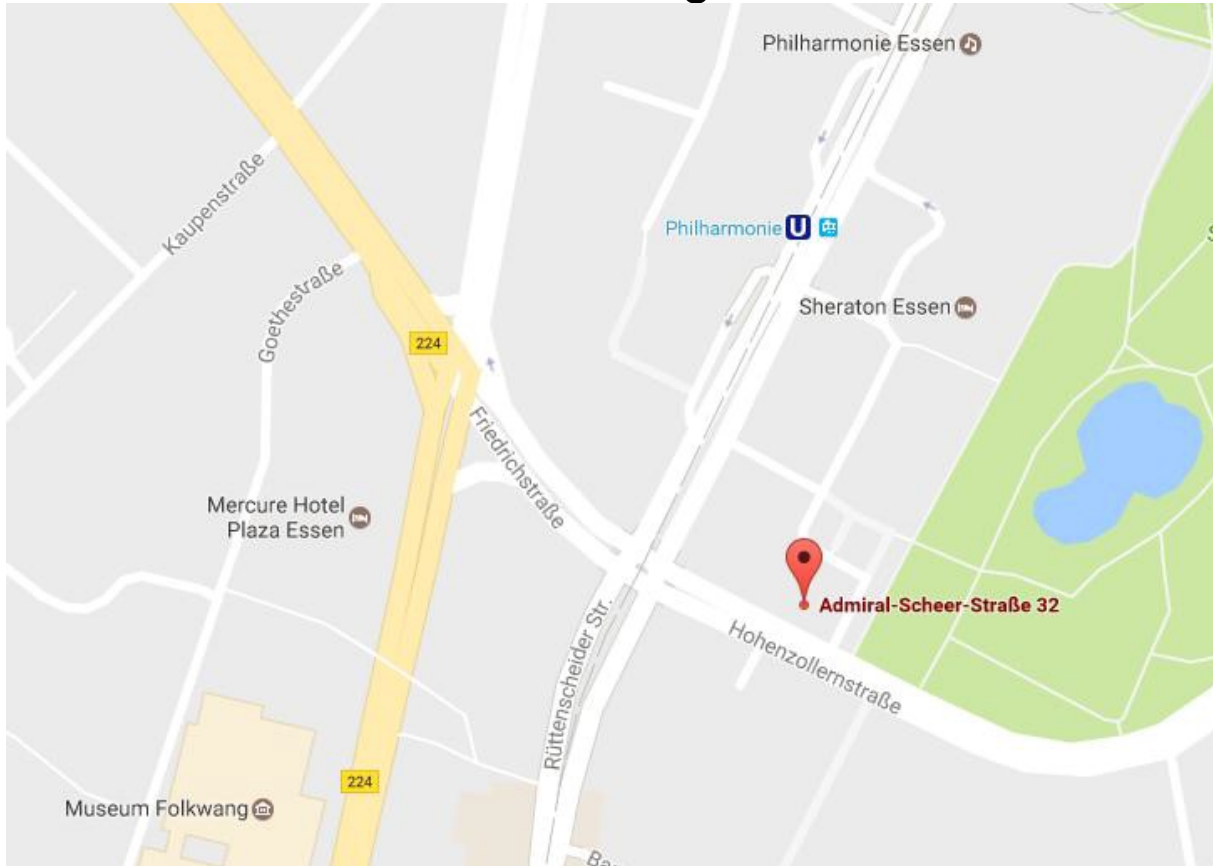 Philharmonie Essen
Kaupenstraße
Philharmonie U
Goethestraße
Sheraton Essen
224
Friedrichstraße
Mercure Hotel
Plaza Essen
Admiral-Scheer-Straße 32
Hohenzollernstraße
Rüttenscheider Str.
224
Museum Folkwang